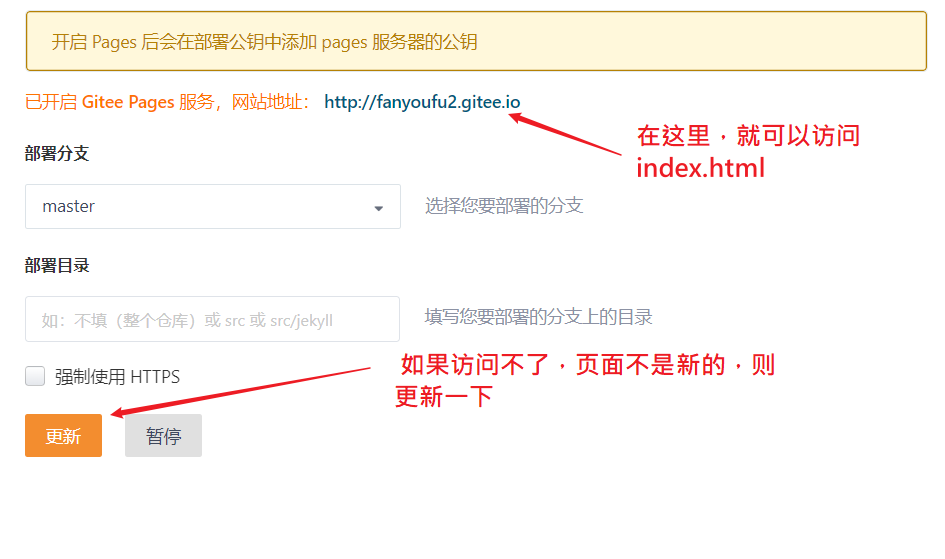 开启 Pages 后会在部署公钥中添加 pages 服务器的公钥
已开启 Gitee Pages 服务，网站地址： http://fanyoufu2.gitee.io
在这里，就可以访问
index.html
部署分支
master
选择您要部署的分支
部署目录
如：不填（整个仓库）或 src 或 src/jekyll
填写您要部署的分支上的目录
如果访问不了，页面不是新的，则
更新一下
强制使用 HTTPS
更新
暂停